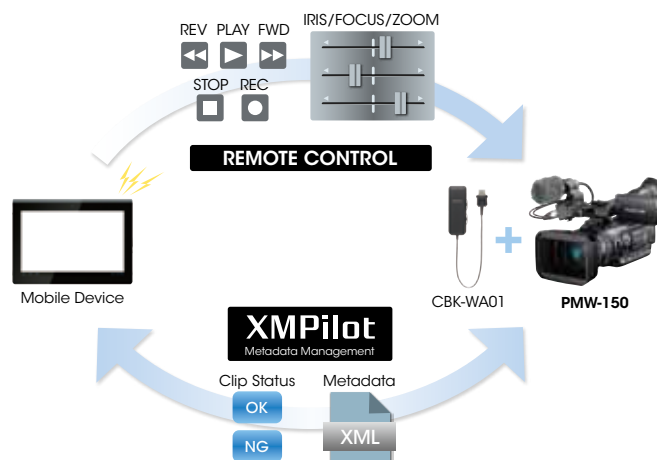 IRIS/FOCUS/ZOOM
REV PLAY FWD
STOP REC
REMOTE CONTROL
Mobile Device
CBK-WA01
PMW-150
XMPilot
Metadata Management
Clip Status
Metadata
OK
XML
NG